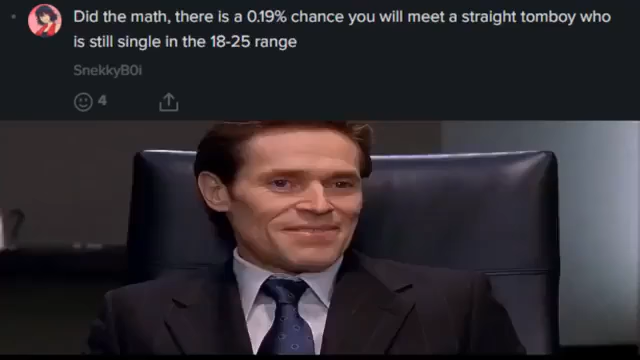 Did the math, there is a 0.19% chance you will meet a straight tomboy who
is still single in the 18-25 range
SnekkyB0i
4